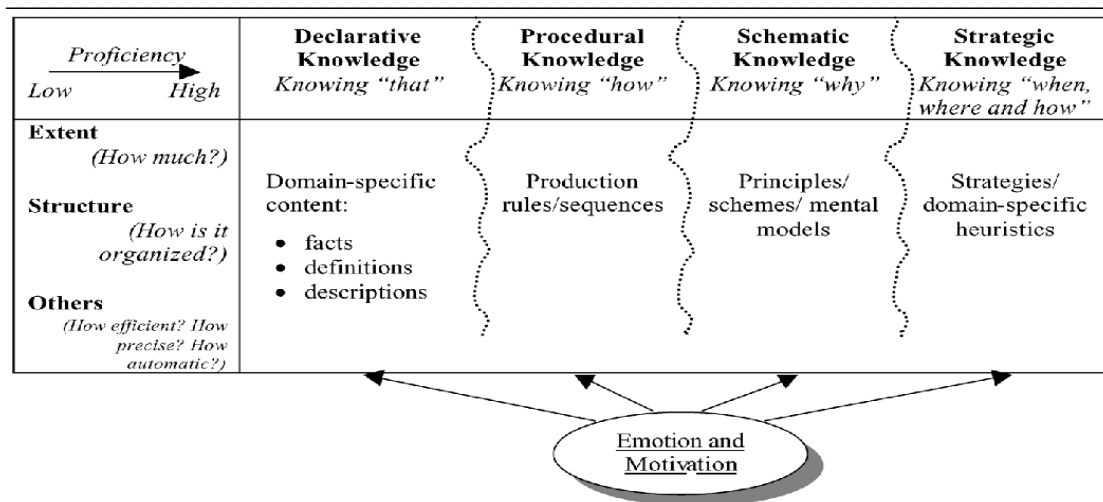 Proficiency
Low High
Declarative
Knowledge
Knowing “that”
Procedural
Knowledge
Knowing “how”
Schematic
Knowledge
Knowing “why”
Strategic
Knowledge
Knowing “when,
where and how”
Extent
(How much?)
Structure
(How is it
organized?)
Others
(How efficient? How
precise? How
automatic?)
Domain-specific
content:
• facts
• definitions
• descriptions
Production
rules/sequences
Principles/
schemes/ mental
models
Strategies/
domain-specific
heuristics
Emotion and
Motivation